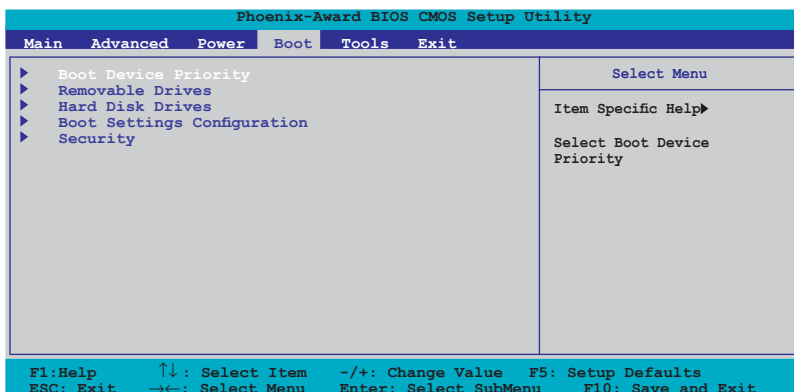 Phoenix-Award BIOS CMOS Setup Utility
Main Advanced Power Boot Tools Exit
Boot Device Priority
Removable Drives
Hard Disk Drives
Boot Settings Configuration
Security
Select Menu
Item Specific Help
Select Boot Device
Priority
F1:Help ↑↓: Select Item -/+: Change Value F5: Setup Defaults
ESC: Exit →←: Select Menu Enter: Select SubMenu F10: Save and Exit